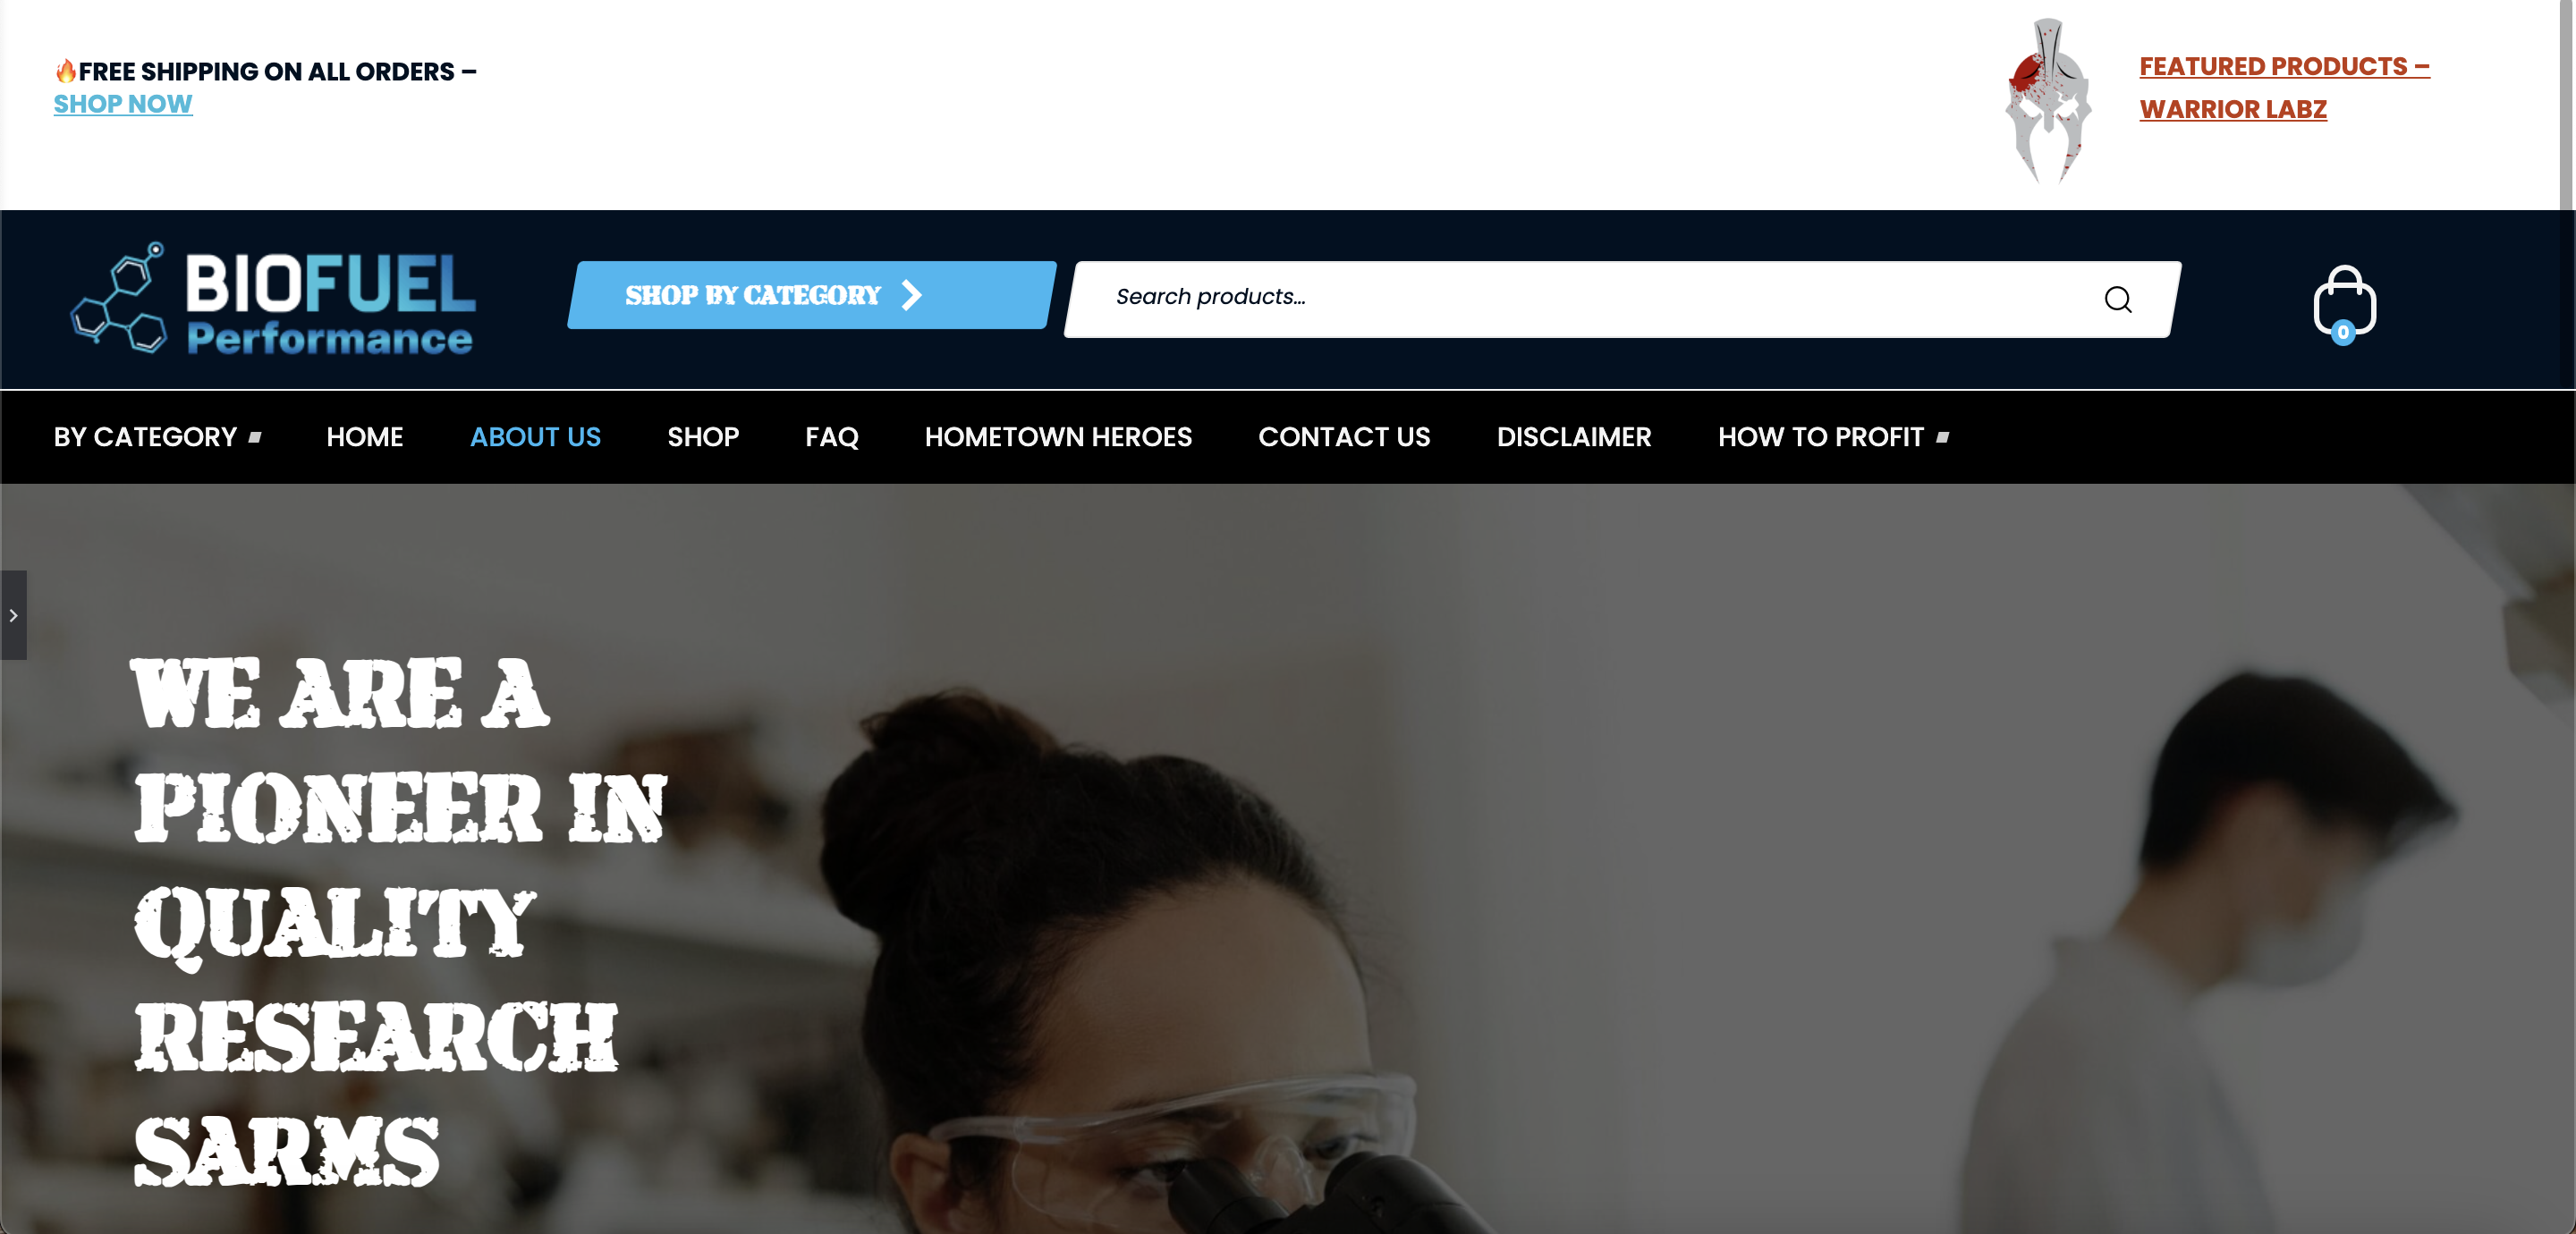 🔥FREE SHIPPING ON ALL ORDERS –
SHOP NOW
FEATURED PRODUCTS –
WARRIOR LABZ
BIOFUEL
Performance
SHOP BY CATEGORY
Search products...
0
BY CATEGORY
HOME
ABOUT US
SHOP
FAQ
HOMETOWN HEROES
CONTACT US
DISCLAIMER
HOW TO PROFIT
WE ARE A
PIONEER IN
QUALITY
RESEARCH
SARMS